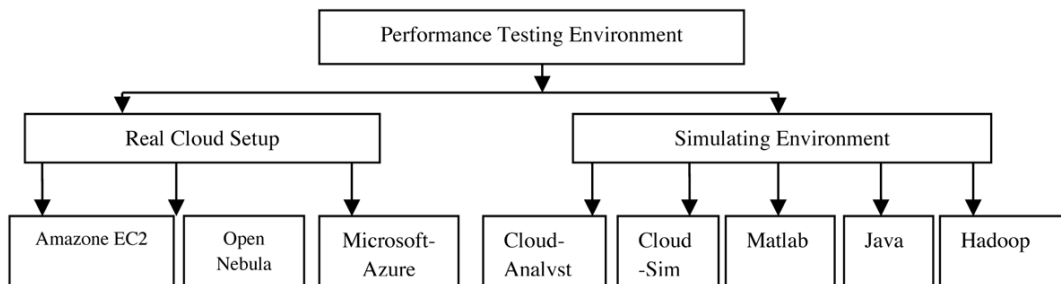 Performance Testing Environment
Real Cloud Setup
Simulating Environment
Amazone EC2
Open
Nebula
Microsoft-
Azure
Cloud-
Analyst
Cloud
-Sim
Matlab
Java
Hadoop